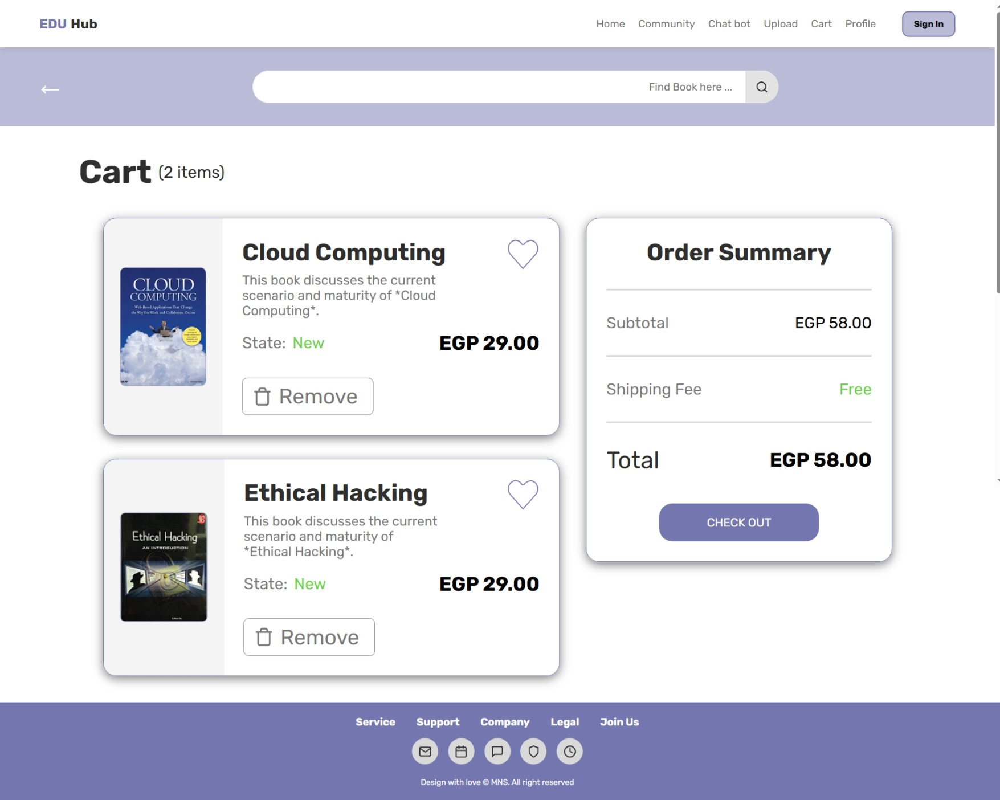 EDU Hub
Home Community Chat bot Upload Cart Profile Sign In
Find Book here ...
Cart (2 items)
CLOUD
COMPUTING
Web-Based Applications That Change
the Way You Work and Collaborate Online
Cloud Computing
This book discusses the current
scenario and maturity of *Cloud
Computing*.
State: New EGP 29.00
Remove
Ethical Hacking
AN INTRODUCTION
Ethical Hacking
This book discusses the current
scenario and maturity of
*Ethical Hacking*.
State: New EGP 29.00
Remove
Order Summary
Subtotal EGP 58.00
Shipping Fee Free
Total EGP 58.00
CHECK OUT
Service Support Company Legal Join Us
Design with love © MNS. All right reserved